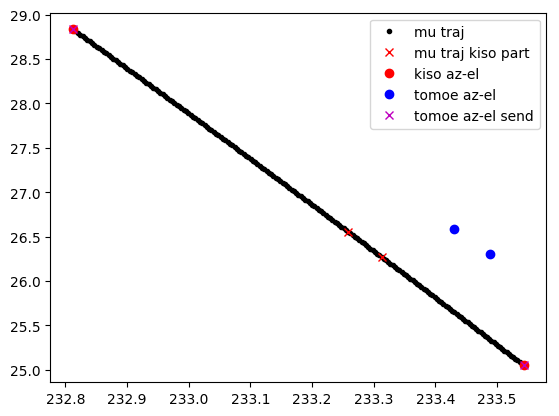 29.0
28.5
28.0
27.5
27.0
26.5
26.0
25.5
25.0
232.8 232.9 233.0 233.1 233.2 233.3 233.4 233.5
mu traj
mu traj kiso part
kiso az-el
tomoe az-el
tomoe az-el send